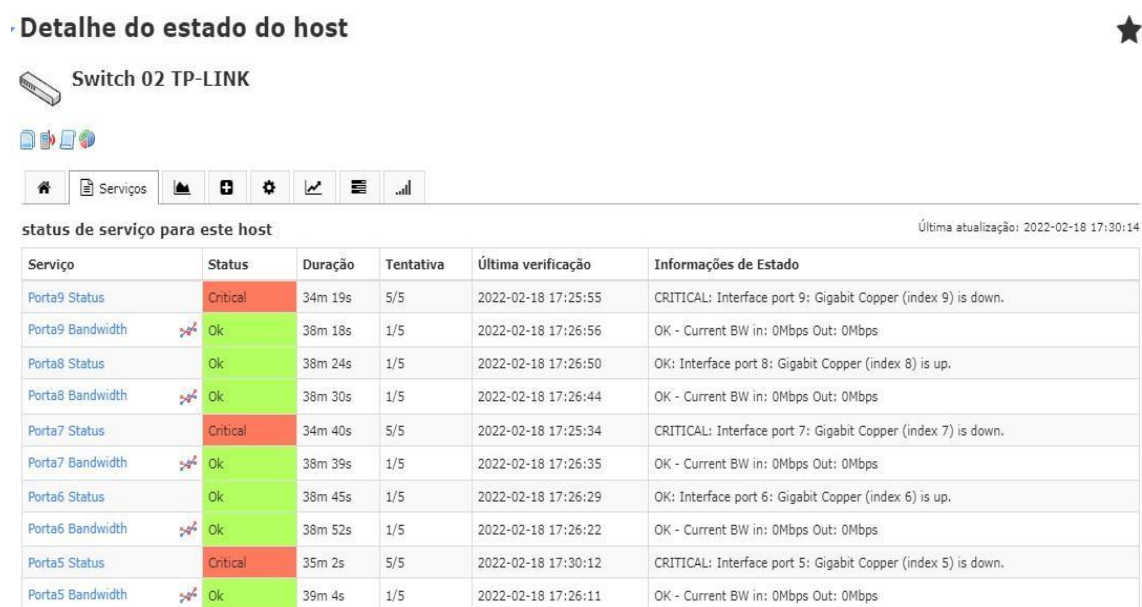 Detalhe do estado do host
Switch 02 TP-LINK
Serviços
status de serviço para este host
Última atualização: 2022-02-18 17:30:14
Serviço Status Duração Tentativa Última verificação Informações de Estado
Porta9 Status Critical 34m 19s 5/5 2022-02-18 17:25:55 CRITICAL: Interface port 9: Gigabit Copper (index 9) is down.
Porta9 Bandwidth Ok 38m 18s 1/5 2022-02-18 17:26:56 OK - Current BW in: 0Mbps Out: 0Mbps
Porta8 Status Ok 38m 24s 1/5 2022-02-18 17:26:50 OK: Interface port 8: Gigabit Copper (index 8) is up.
Porta8 Bandwidth Ok 38m 30s 1/5 2022-02-18 17:26:44 OK - Current BW in: 0Mbps Out: 0Mbps
Porta7 Status Critical 34m 40s 5/5 2022-02-18 17:25:34 CRITICAL: Interface port 7: Gigabit Copper (index 7) is down.
Porta7 Bandwidth Ok 38m 39s 1/5 2022-02-18 17:26:35 OK - Current BW in: 0Mbps Out: 0Mbps
Porta6 Status Ok 38m 45s 1/5 2022-02-18 17:26:29 OK: Interface port 6: Gigabit Copper (index 6) is up.
Porta6 Bandwidth Ok 38m 52s 1/5 2022-02-18 17:26:22 OK - Current BW in: 0Mbps Out: 0Mbps
Porta5 Status Critical 35m 2s 5/5 2022-02-18 17:30:12 CRITICAL: Interface port 5: Gigabit Copper (index 5) is down.
Porta5 Bandwidth Ok 39m 4s 1/5 2022-02-18 17:26:11 OK - Current BW in: 0Mbps Out: 0Mbps